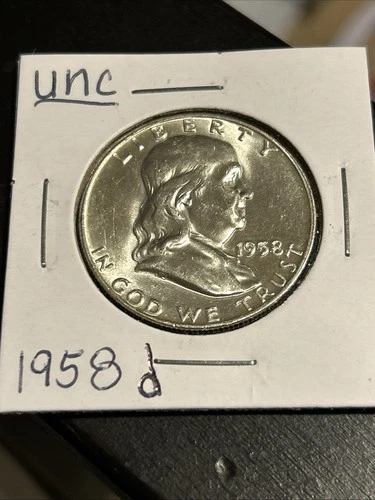 unc
LIBERTY
1958
IN GOD WE TRUST
1958 d